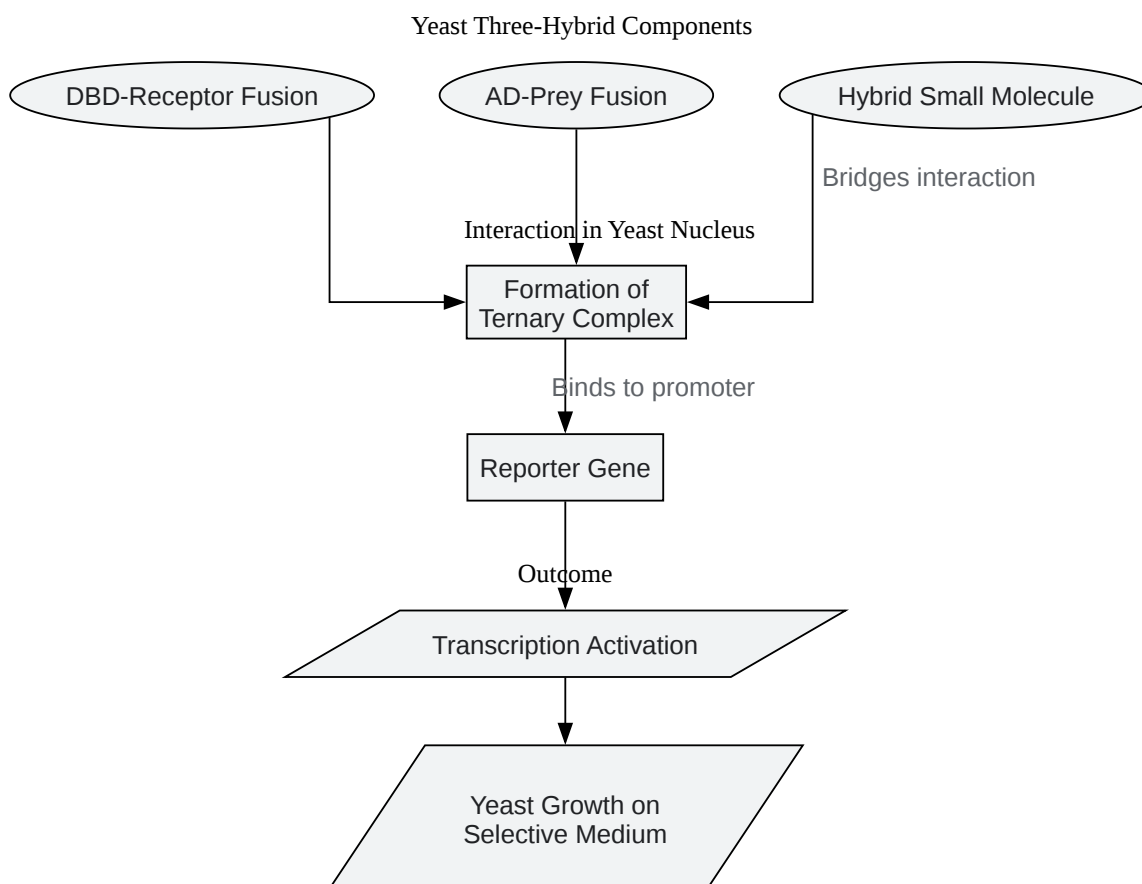 Yeast Three-Hybrid Components
DBD-Receptor Fusion
AD-Prey Fusion
Hybrid Small Molecule
Bridges interaction
Interaction in Yeast Nucleus
Formation of
Ternary Complex
Binds to promoter
Reporter Gene
Outcome
Transcription Activation
Yeast Growth on
Selective Medium